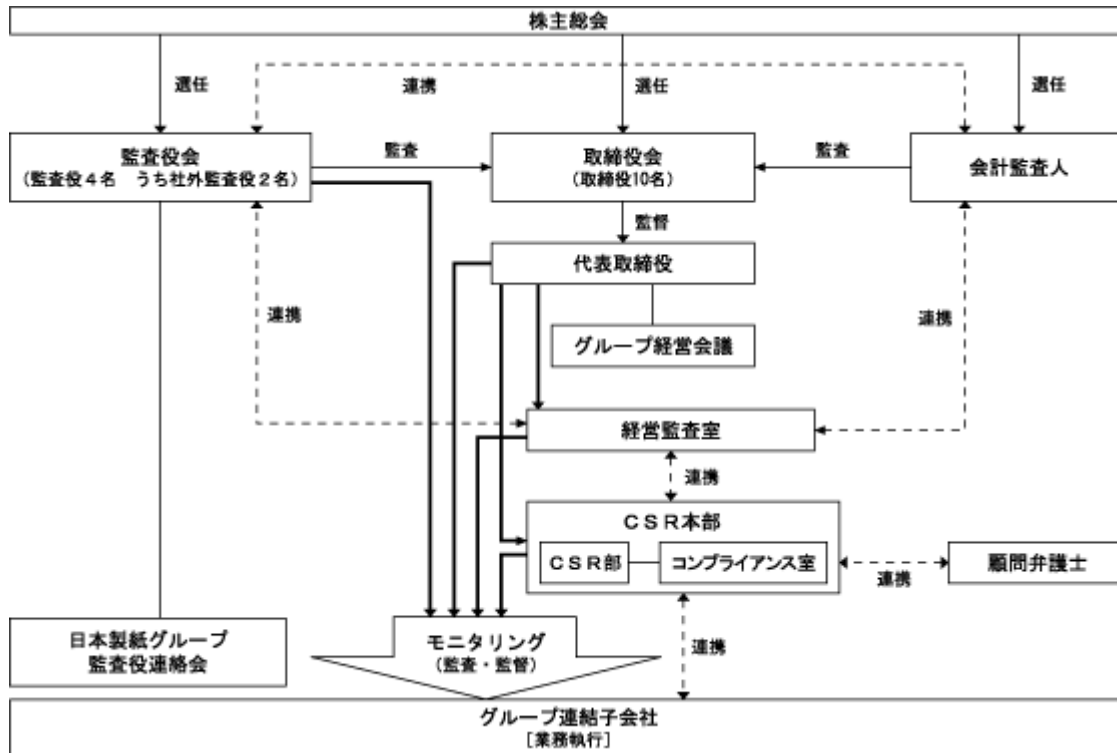 株主総会
選任
連携
選任
選任
監査役会
(監査役4名 うち社外監査役2名)
監査
取締役会
(取締役10名)
監査
会計監査人
監督
代表取締役
連携
グループ経営会議
連携
経営監査室
連携
CSR本部
CSR部
コンプライアンス室
連携
顧問弁護士
日本製紙グループ
監査役連絡会
モニタリング
(監査・監督)
連携
グループ連結子会社
[業務執行]